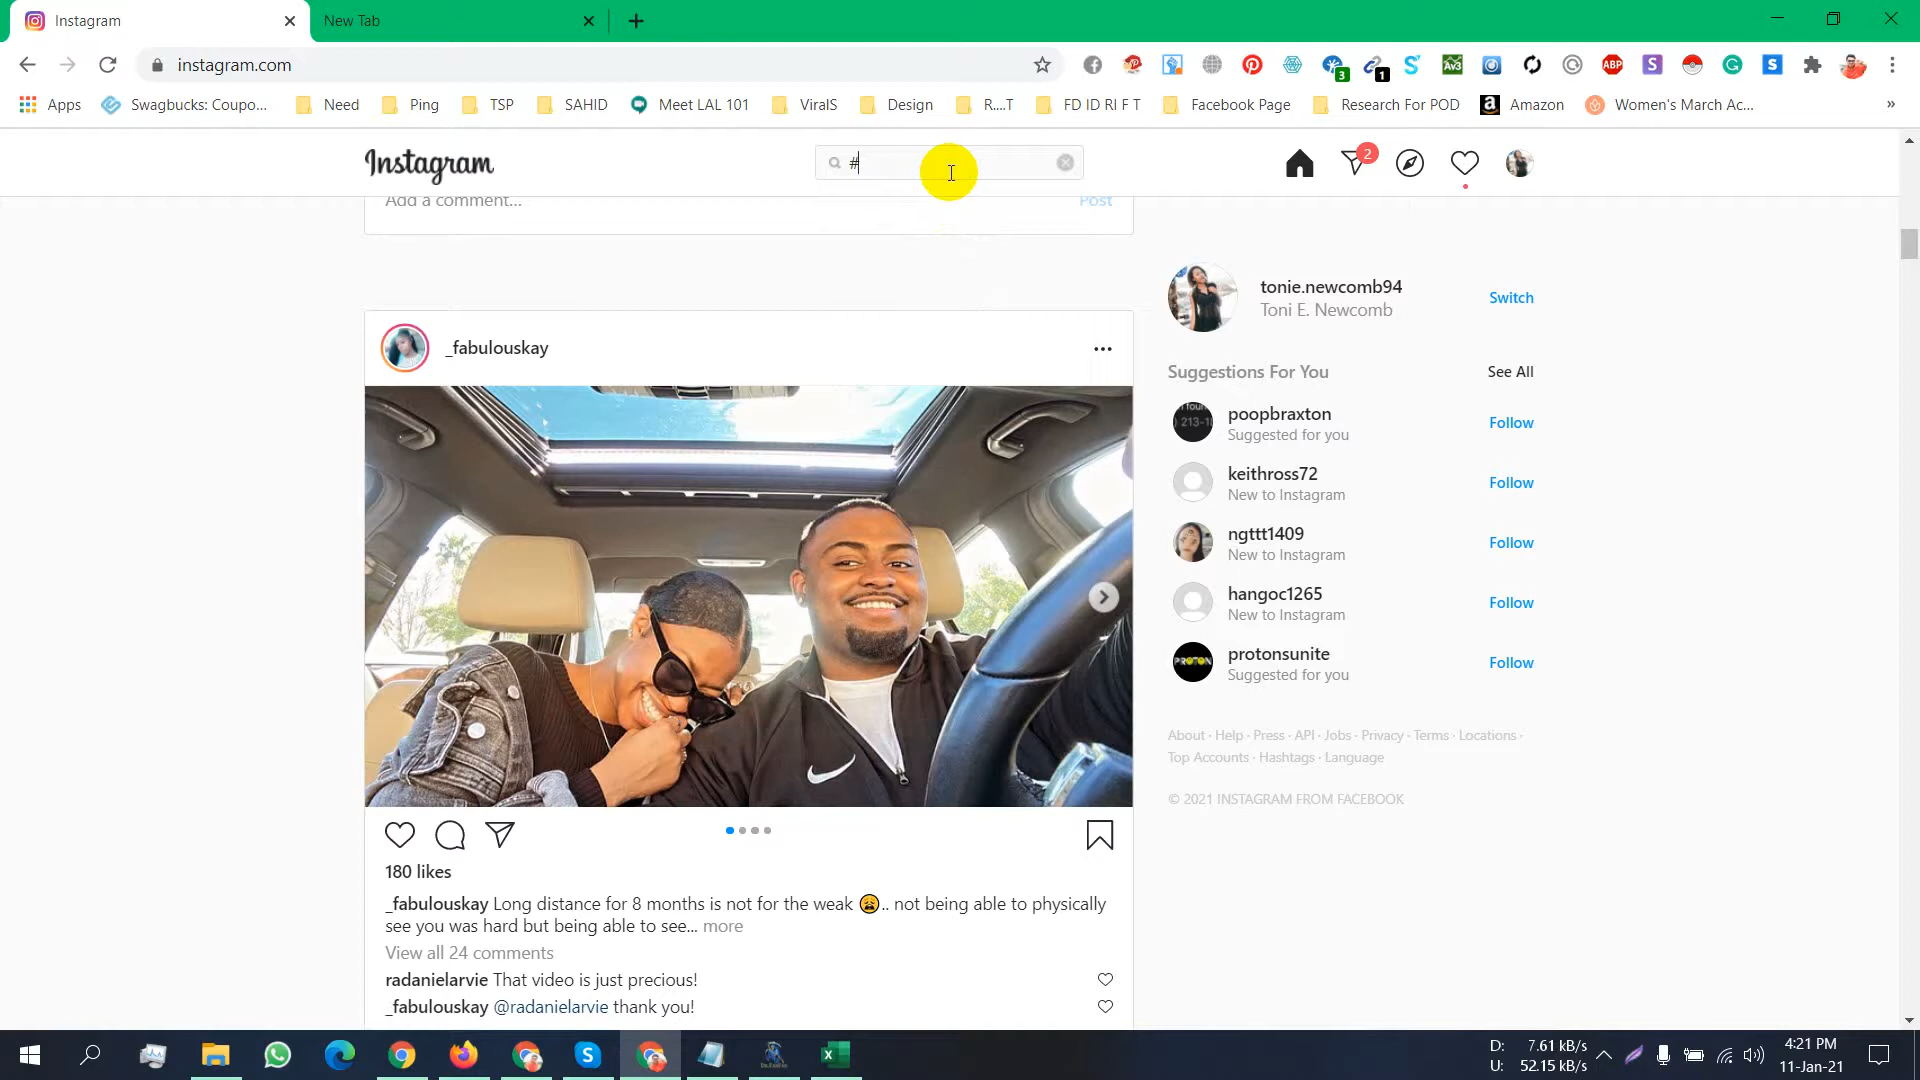 Instagram
New Tab
instagram.com
3
1
Av3
ABP
Apps
Swagbucks: Coupo...
Need
Ping
TSP
SAHID
Meet LAL 101
ViralS
Design
R....T
FD ID RI F T
Facebook Page
Research For POD
Amazon
Women's March Ac...
»
Instagram
#
2
Add a comment...
Post
tonie.newcomb94
Toni E. Newcomb
Switch
_fabulouskay
Suggestions For You
See All
poopbraxton
Suggested for you
Follow
keithross72
New to Instagram
Follow
ngttt1409
New to Instagram
Follow
hangoc1265
New to Instagram
Follow
PROTON
protonsunite
Suggested for you
Follow
About · Help · Press · API · Jobs · Privacy · Terms · Locations ·
Top Accounts · Hashtags · Language
© 2021 INSTAGRAM FROM FACEBOOK
180 likes
_fabulouskay Long distance for 8 months is not for the weak 😩.. not being able to physically
see you was hard but being able to see... more
View all 24 comments
radanielarvie That video is just precious!
_fabulouskay @radanielarvie thank you!
D: 7.61 kB/s
U: 52.15 kB/s
4:21 PM
11-Jan-21